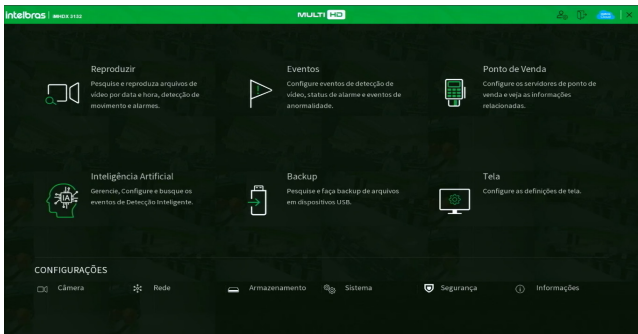 intelbras | iMHDX 3132
MULTI HD
Reproduzir
Pesquise e reproduza arquivos de
vídeo por data e hora, detecção de
movimento e alarmes.
Eventos
Configure eventos de detecção de
vídeo, status de alarme e eventos de
anormalidade.
Ponto de Venda
Configure os servidores de ponto de
venda e veja as informações
relacionadas.
Inteligência Artificial
Gerencie, Configure e busque os
eventos de Detecção Inteligente.
IA
Backup
Pesquise e faça backup de arquivos
em dispositivos USB.
Tela
Configure as definições de tela.
CONFIGURAÇÕES
Câmera
Rede
Armazenamento
Sistema
Segurança
Informações